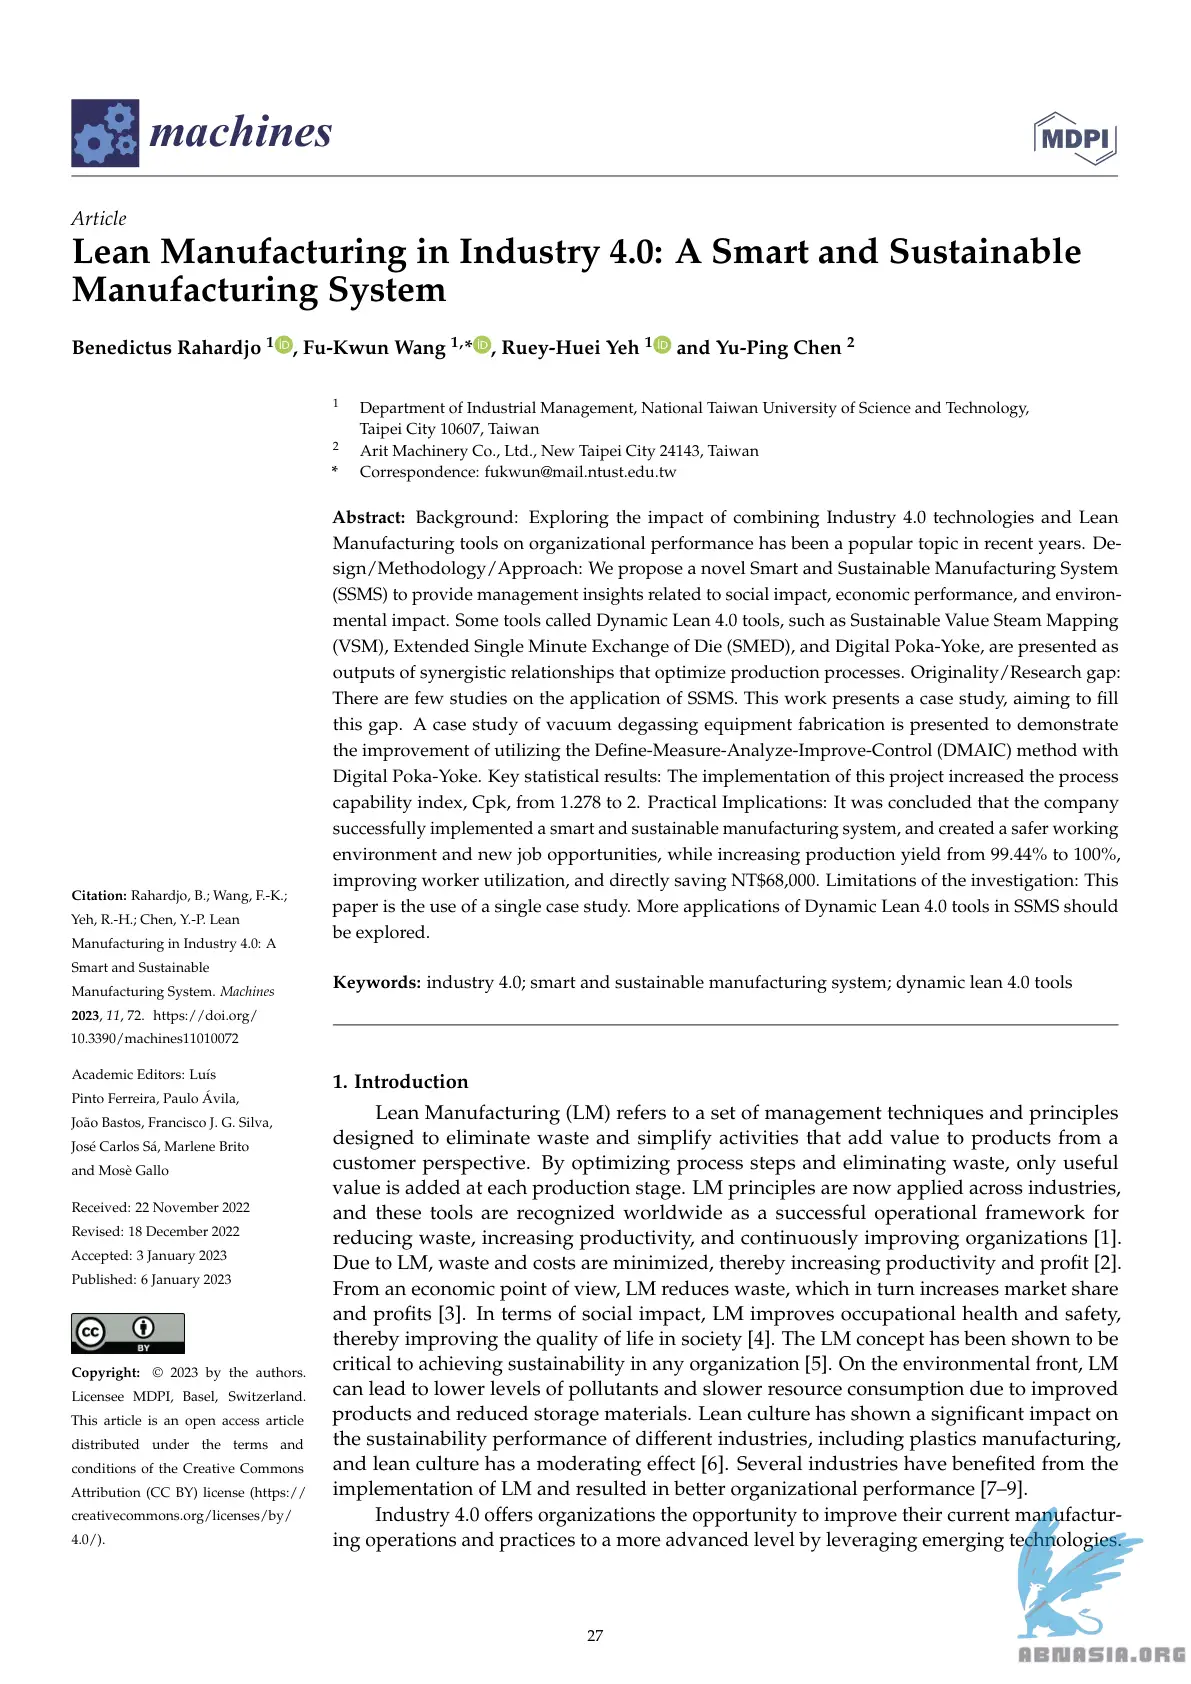 machines
MDPI
Article
Lean Manufacturing in Industry 4.0: A Smart and Sustainable
Manufacturing System
Benedictus Rahardjo 1 iD, Fu-Kwun Wang 1,* iD, Ruey-Huei Yeh 1 iD and Yu-Ping Chen 2
1 Department of Industrial Management, National Taiwan University of Science and Technology,
Taipei City 10607, Taiwan
2 Arit Machinery Co., Ltd., New Taipei City 24143, Taiwan
* Correspondence: fukwun@mail.ntust.edu.tw
Abstract: Background: Exploring the impact of combining Industry 4.0 technologies and Lean
Manufacturing tools on organizational performance has been a popular topic in recent years. De-
sign/Methodology/Approach: We propose a novel Smart and Sustainable Manufacturing System
(SSMS) to provide management insights related to social impact, economic performance, and environ-
mental impact. Some tools called Dynamic Lean 4.0 tools, such as Sustainable Value Steam Mapping
(VSM), Extended Single Minute Exchange of Die (SMED), and Digital Poka-Yoke, are presented as
outputs of synergistic relationships that optimize production processes. Originality/Research gap:
There are few studies on the application of SSMS. This work presents a case study, aiming to fill
this gap. A case study of vacuum degassing equipment fabrication is presented to demonstrate
the improvement of utilizing the Define-Measure-Analyze-Improve-Control (DMAIC) method with
Digital Poka-Yoke. Key statistical results: The implementation of this project increased the process
capability index, Cpk, from 1.278 to 2. Practical Implications: It was concluded that the company
successfully implemented a smart and sustainable manufacturing system, and created a safer working
environment and new job opportunities, while increasing production yield from 99.44% to 100%,
improving worker utilization, and directly saving NT$68,000. Limitations of the investigation: This
paper is the use of a single case study. More applications of Dynamic Lean 4.0 tools in SSMS should
be explored.
Keywords: industry 4.0; smart and sustainable manufacturing system; dynamic lean 4.0 tools
Citation: Rahardjo, B.; Wang, F.-K.;
Yeh, R.-H.; Chen, Y.-P. Lean
Manufacturing in Industry 4.0: A
Smart and Sustainable
Manufacturing System. Machines
2023, 11, 72. https://doi.org/
10.3390/machines11010072
Academic Editors: Luís
Pinto Ferreira, Paulo Ávila,
João Bastos, Francisco J. G. Silva,
José Carlos Sá, Marlene Brito
and Mosè Gallo
Received: 22 November 2022
Revised: 18 December 2022
Accepted: 3 January 2023
Published: 6 January 2023
cc BY
Copyright: © 2023 by the authors.
Licensee MDPI, Basel, Switzerland.
This article is an open access article
distributed under the terms and
conditions of the Creative Commons
Attribution (CC BY) license (https://
creativecommons.org/licenses/by/
4.0/).
1. Introduction
Lean Manufacturing (LM) refers to a set of management techniques and principles
designed to eliminate waste and simplify activities that add value to products from a
customer perspective. By optimizing process steps and eliminating waste, only useful
value is added at each production stage. LM principles are now applied across industries,
and these tools are recognized worldwide as a successful operational framework for
reducing waste, increasing productivity, and continuously improving organizations [1].
Due to LM, waste and costs are minimized, thereby increasing productivity and profit [2].
From an economic point of view, LM reduces waste, which in turn increases market share
and profits [3]. In terms of social impact, LM improves occupational health and safety,
thereby improving the quality of life in society [4]. The LM concept has been shown to be
critical to achieving sustainability in any organization [5]. On the environmental front, LM
can lead to lower levels of pollutants and slower resource consumption due to improved
products and reduced storage materials. Lean culture has shown a significant impact on
the sustainability performance of different industries, including plastics manufacturing,
and lean culture has a moderating effect [6]. Several industries have benefited from the
implementation of LM and resulted in better organizational performance [7–9].
Industry 4.0 offers organizations the opportunity to improve their current manufactur-
ing operations and practices to a more advanced level by leveraging emerging technologies.
27
ABNASIA.ORG